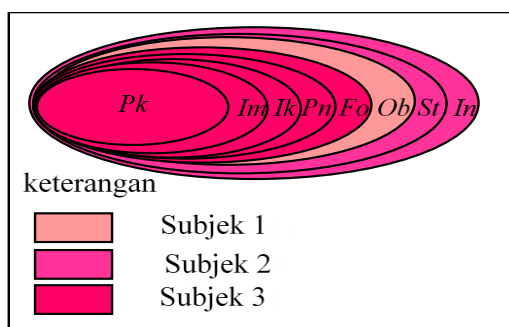 Pk Im Ik Pn Fo Ob St In
keterangan
Subjek 1
Subjek 2
Subjek 3